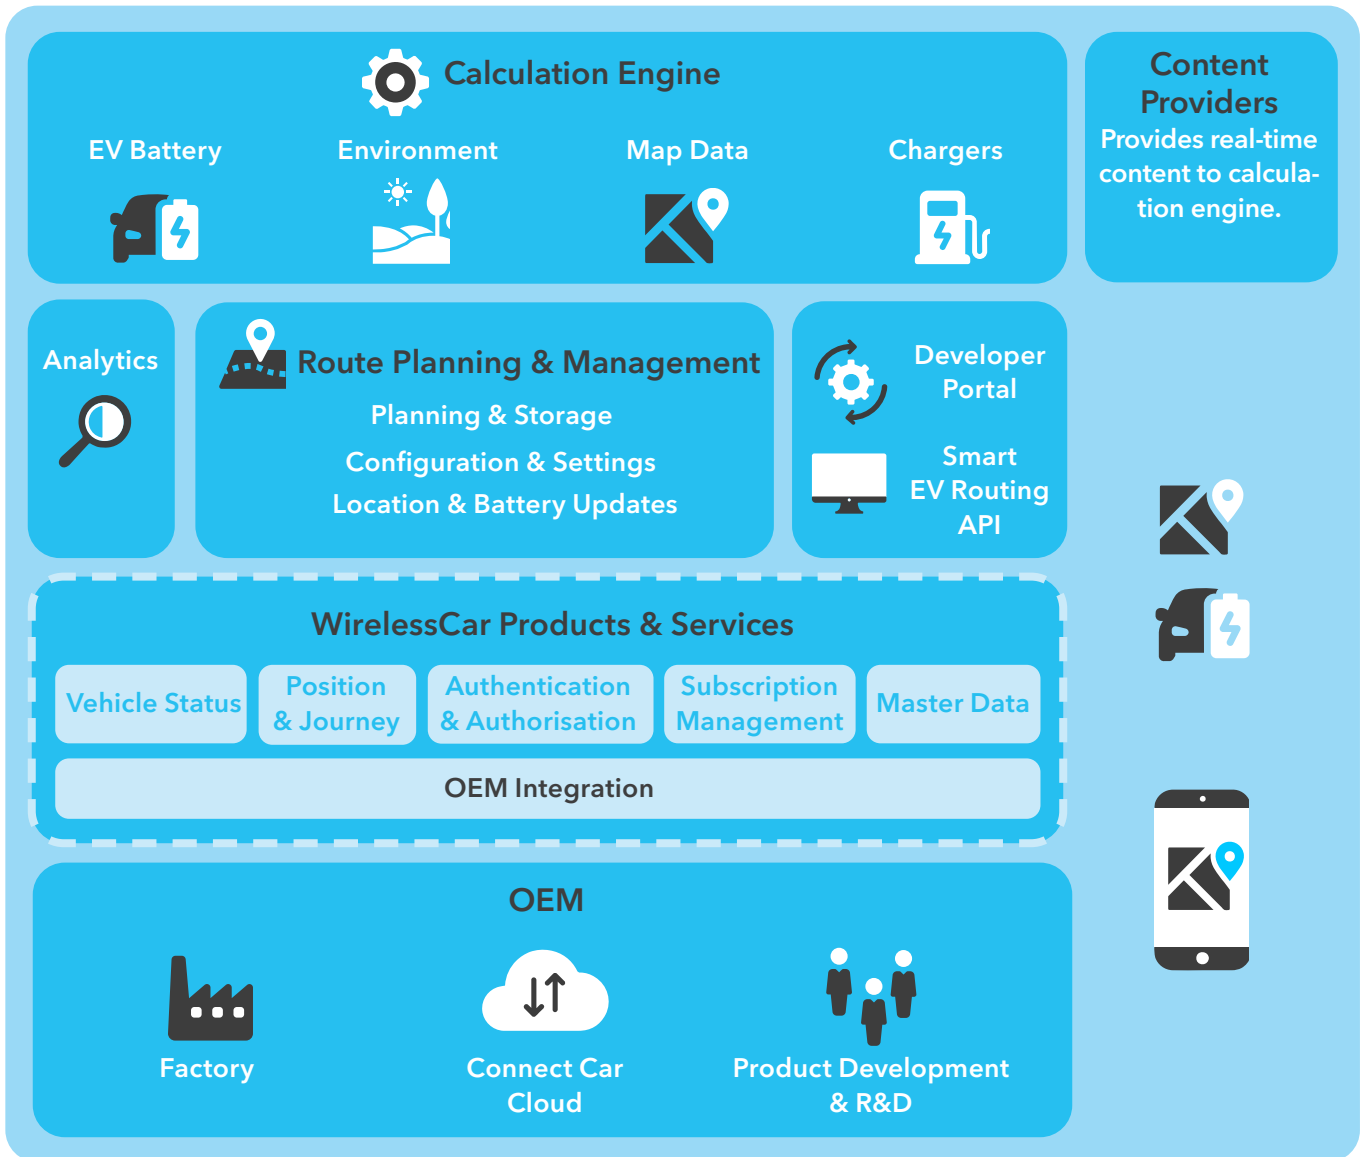 Calculation Engine
EV Battery
Environment
Map Data
Chargers
Content
Providers
Provides real-time
content to calcula-
tion engine.
Analytics
Route Planning & Management
Planning & Storage
Configuration & Settings
Location & Battery Updates
Developer
Portal
Smart
EV Routing
API
WirelessCar Products & Services
Vehicle Status
Position
& Journey
Authentication
& Authorisation
Subscription
Management
Master Data
OEM Integration
OEM
Factory
Connect Car
Cloud
Product Development
& R&D